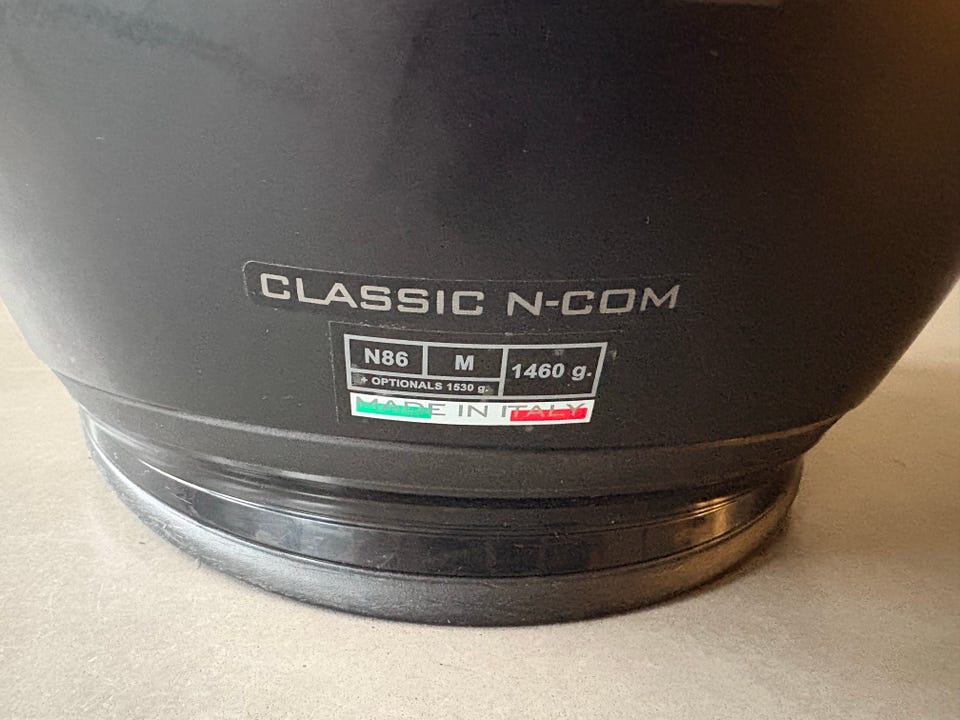 CLASSIC N-COM
N86 M 1460 g.
+ OPTIONALS 1530 g.
MADE IN ITALY